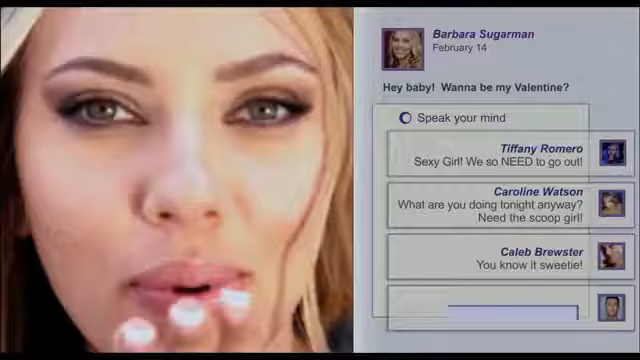 Barbara Sugarman
February 14
Hey baby! Wanna be my Valentine?
Speak your mind
Tiffany Romero
Sexy Girl! We so NEED to go out!
Caroline Watson
What are you doing tonight anyway?
Need the scoop girl!
Caleb Brewster
You know it sweetie!